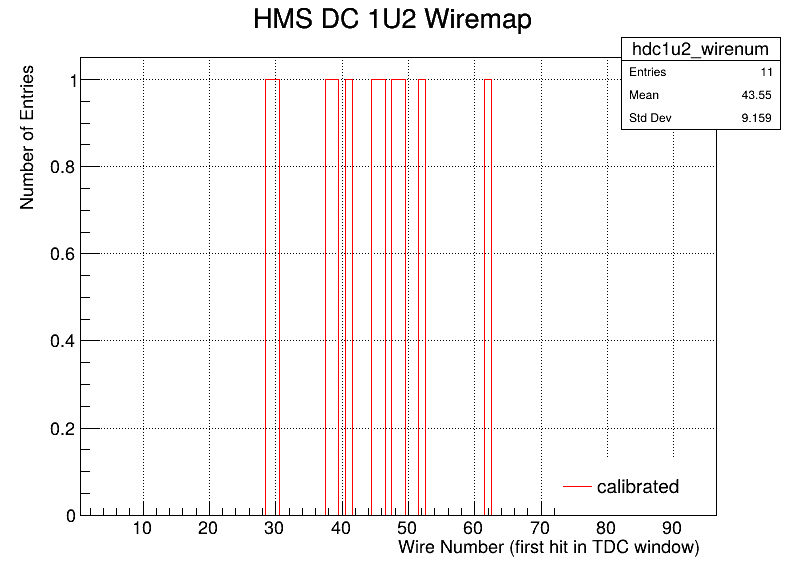 HMS DC 1U2 Wiremap
hdc1u2_wirenum
Entries 11
Mean 43.55
Std Dev 9.159
Number of Entries
1
0.8
0.6
0.4
0.2
0
10 20 30 40 50 60 70 80 90
Wire Number (first hit in TDC window)
calibrated